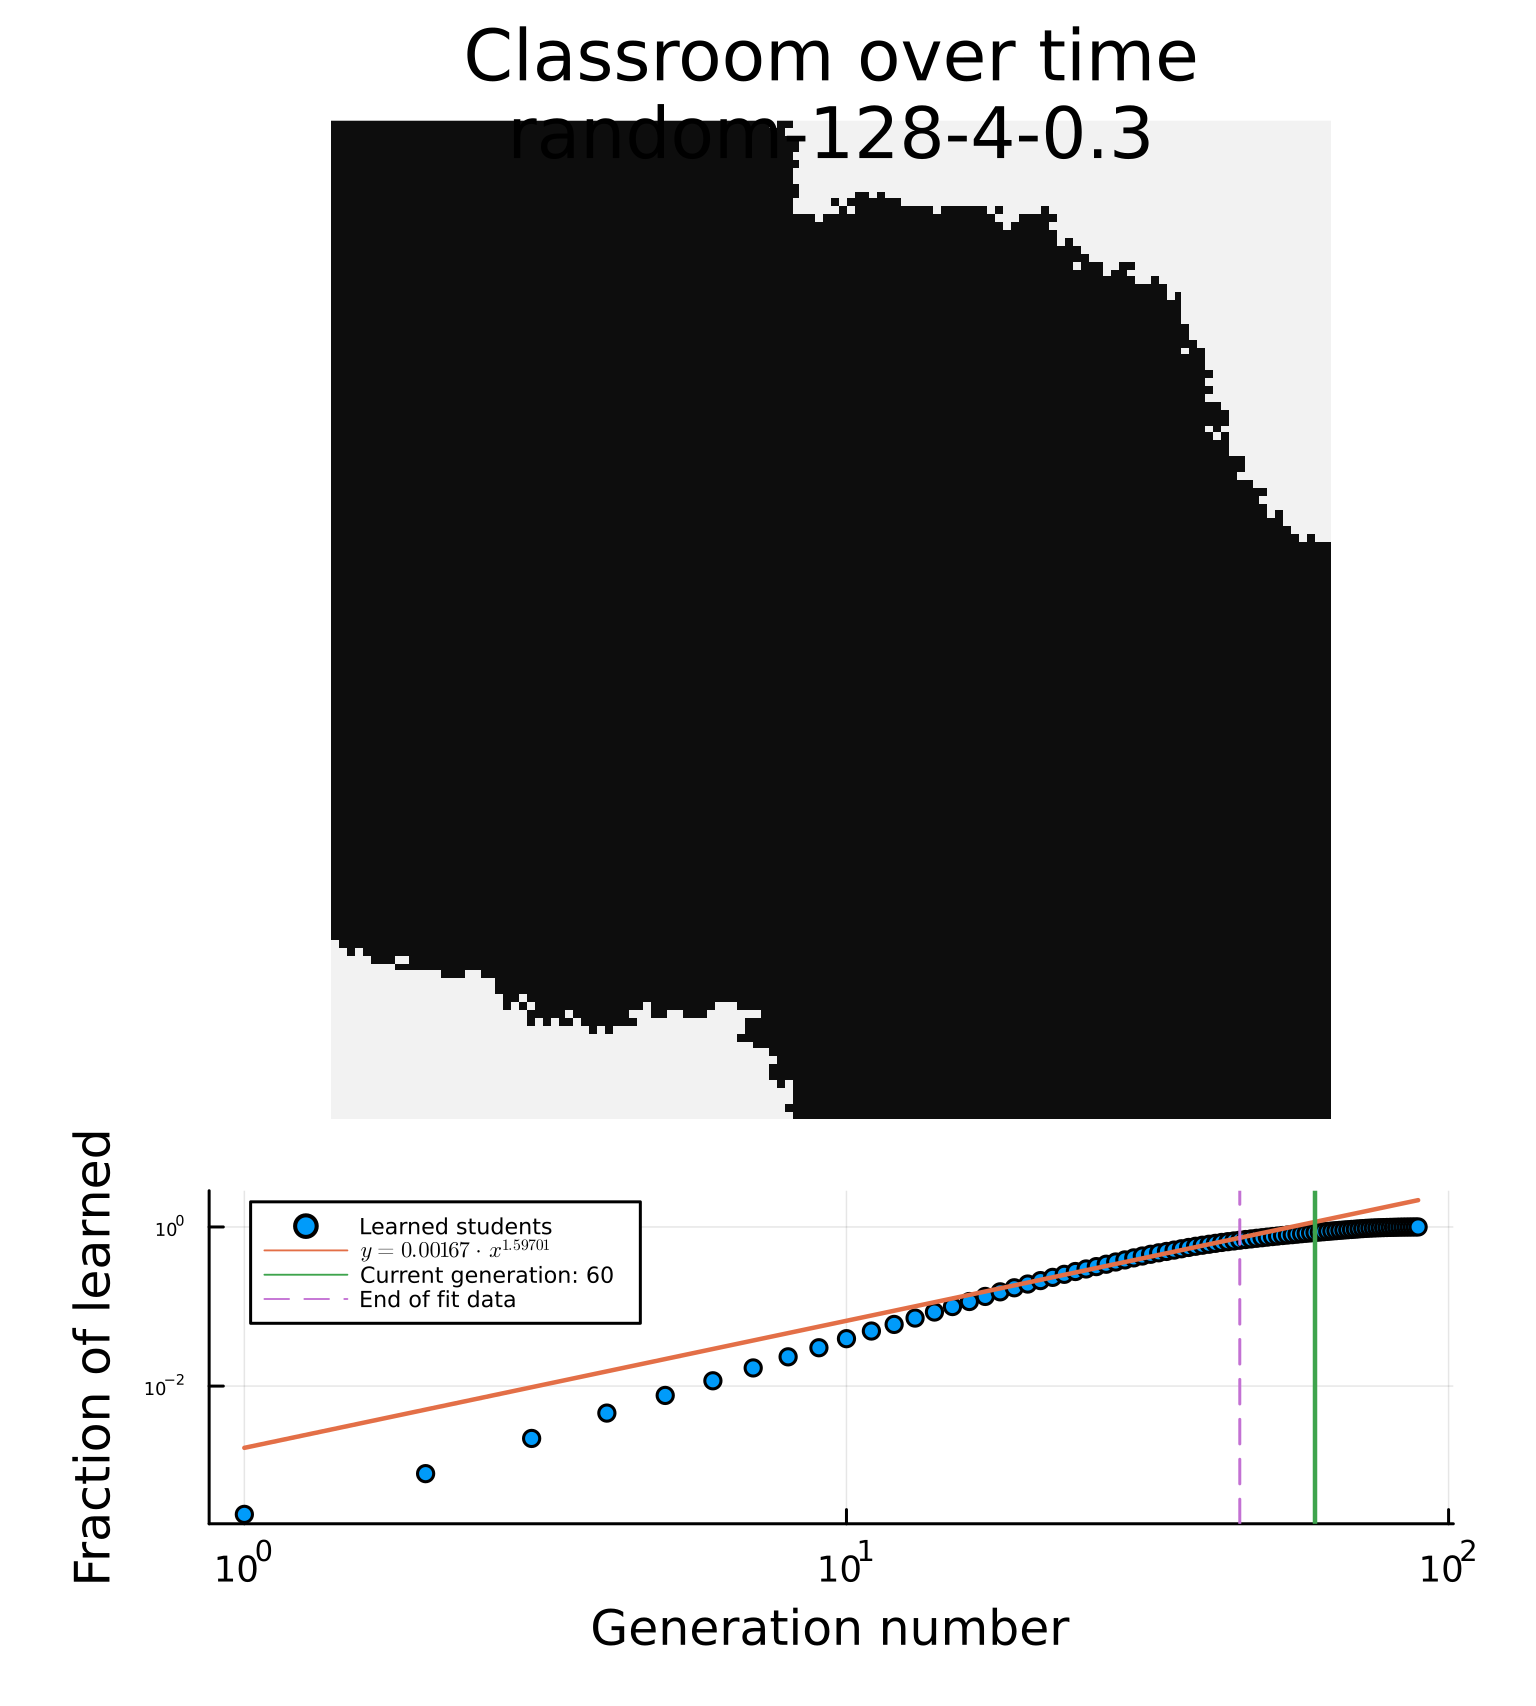 Classroom over time
random-128-4-0.3
Fraction of learned
10^0
10^-2
Learned students
y = 0.00167 · x^1.59701
Current generation: 60
End of fit data
10^0
10^1
10^2
Generation number